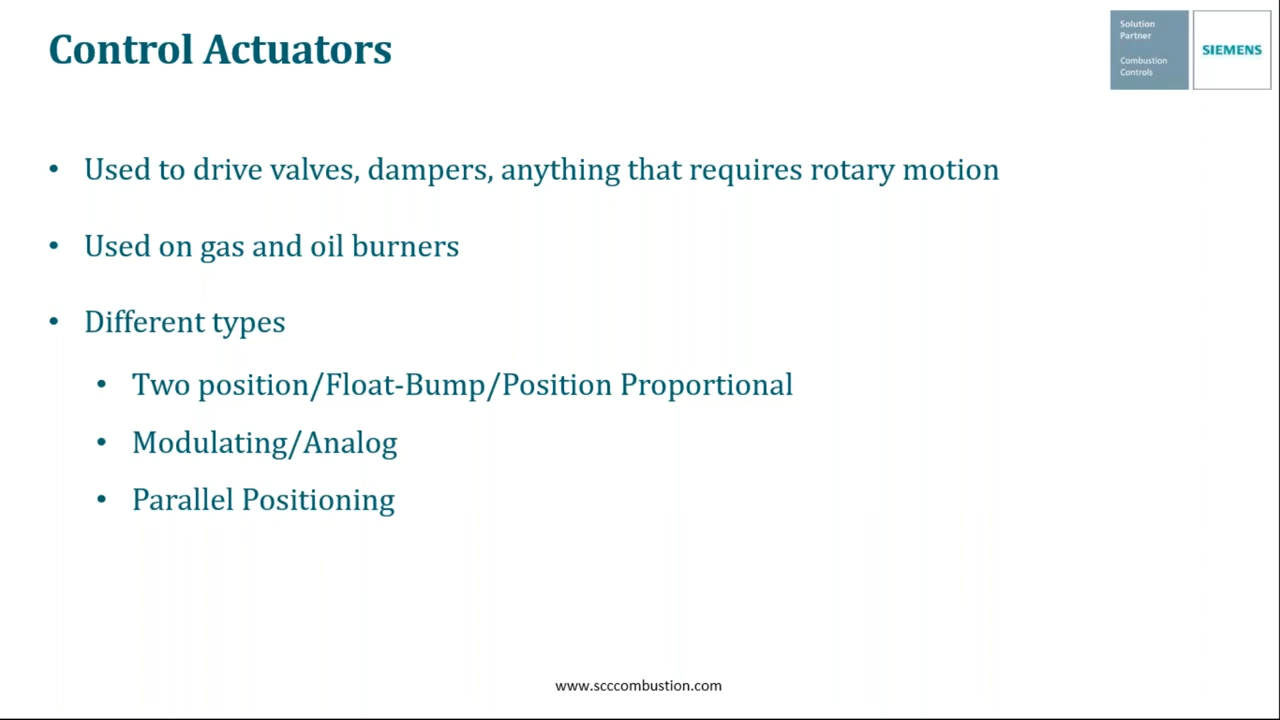 Control Actuators
Solution
Partner
Combustion
Controls
SIEMENS
• Used to drive valves, dampers, anything that requires rotary motion
• Used on gas and oil burners
• Different types
• Two position/Float-Bump/Position Proportional
• Modulating/Analog
• Parallel Positioning
www.scccombustion.com